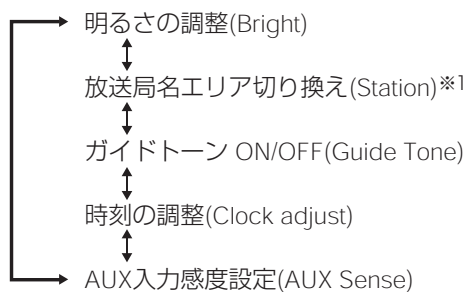 明るさの調整(Bright)
放送局名エリア切り換え(Station)※1
ガイドトーン ON/OFF(Guide Tone)
時刻の調整(Clock adjust)
AUX入力感度設定(AUX Sense)